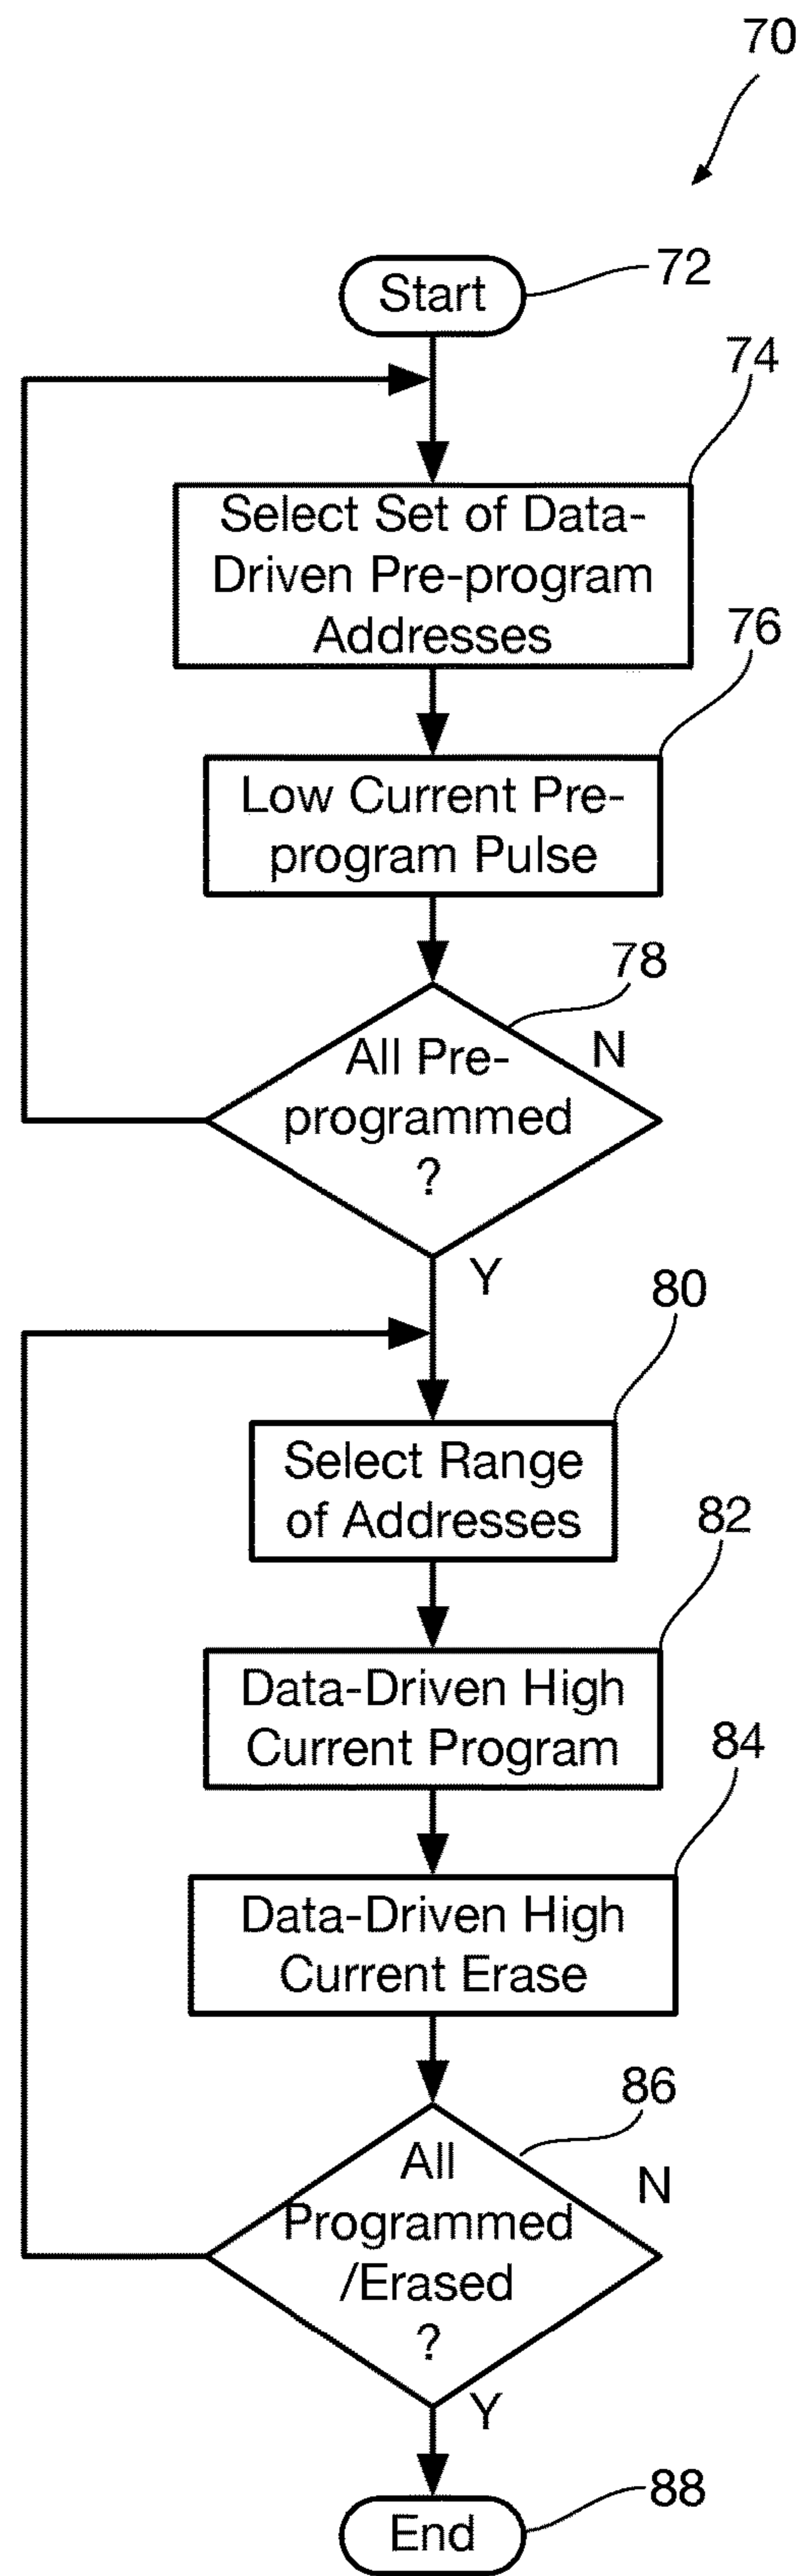 70
Start
72
74
Select Set of Data-
Driven Pre-program
Addresses
76
Low Current Pre-
program Pulse
78
N
All Pre-
programmed
?
Y
80
Select Range
of Addresses
82
Data-Driven High
Current Program
84
Data-Driven High
Current Erase
86
N
All
Programmed
/Erased
?
Y
88
End